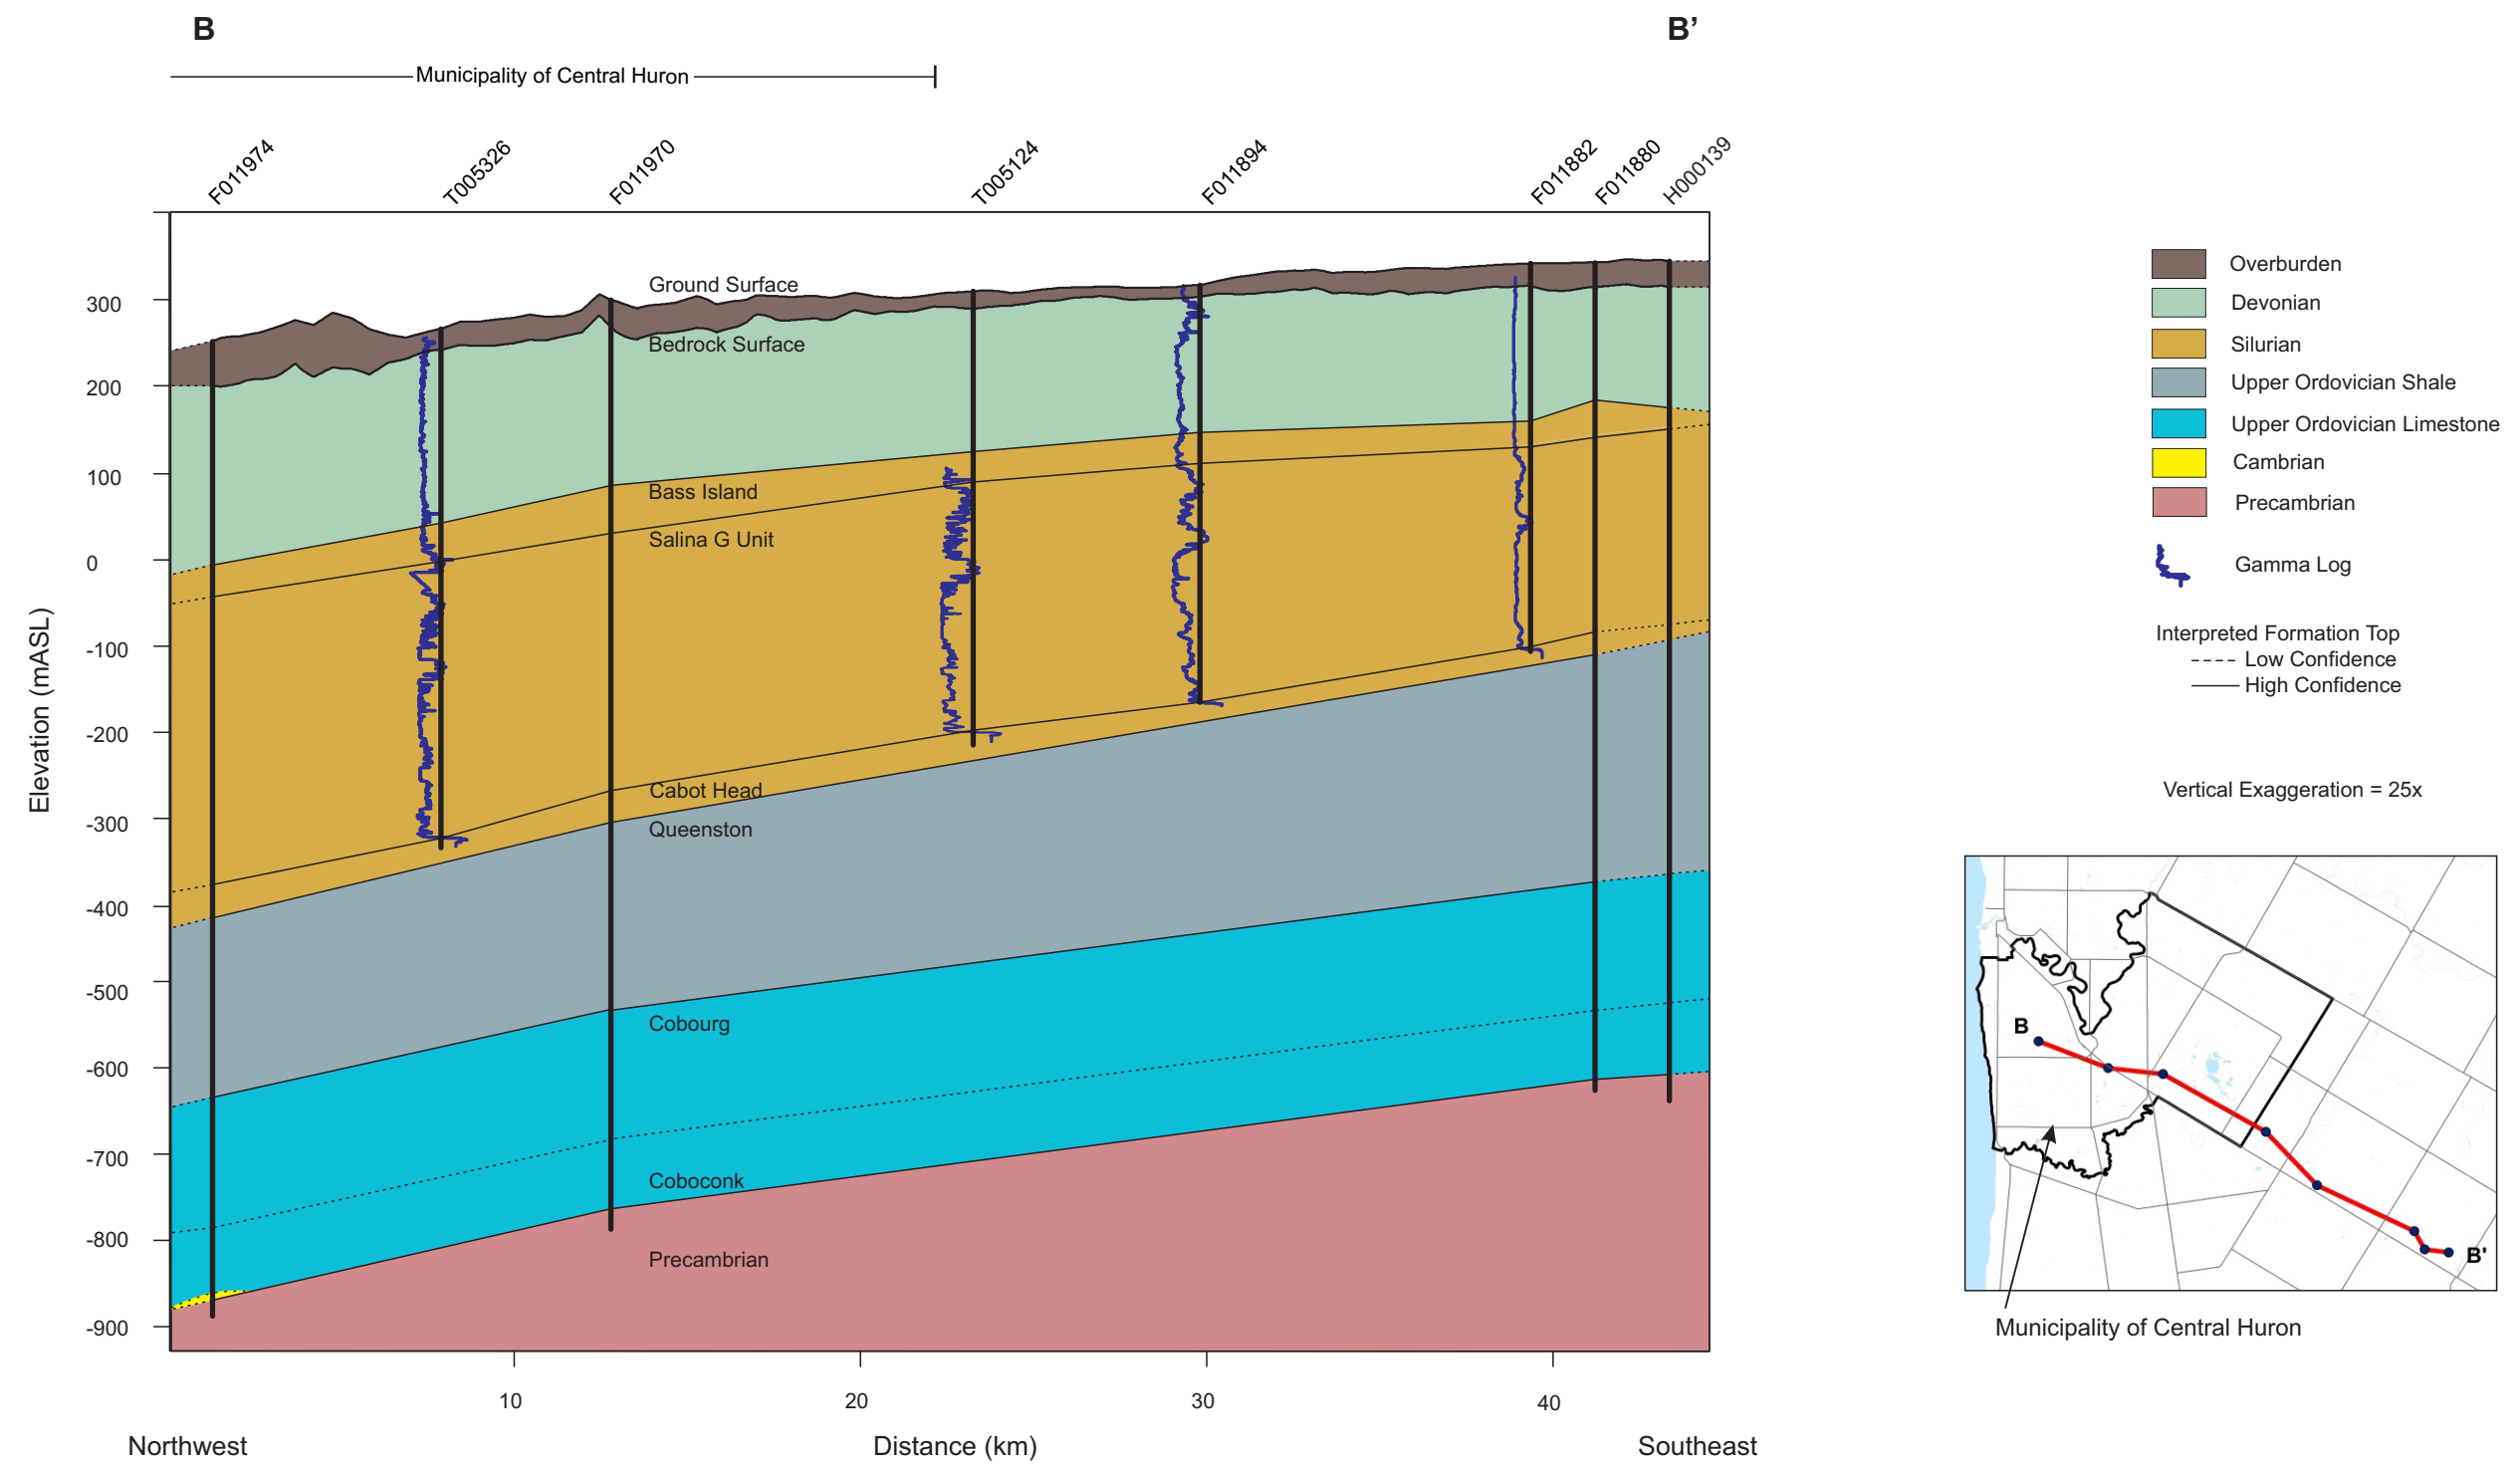 B
B’
Municipality of Central Huron
F011974
T005326
F011970
T005124
F011894
F011882
F011880
H000139
Ground Surface
Bedrock Surface
Bass Island
Salina G Unit
Cabot Head
Queenston
Cobourg
Coboconk
Precambrian
Elevation (mASL)
300
200
100
0
-100
-200
-300
-400
-500
-600
-700
-800
-900
10
20
30
40
Northwest
Distance (km)
Southeast
Overburden
Devonian
Silurian
Upper Ordovician Shale
Upper Ordovician Limestone
Cambrian
Precambrian
Gamma Log
Interpreted Formation Top
Low Confidence
High Confidence
Vertical Exaggeration = 25x
B
B'
Municipality of Central Huron